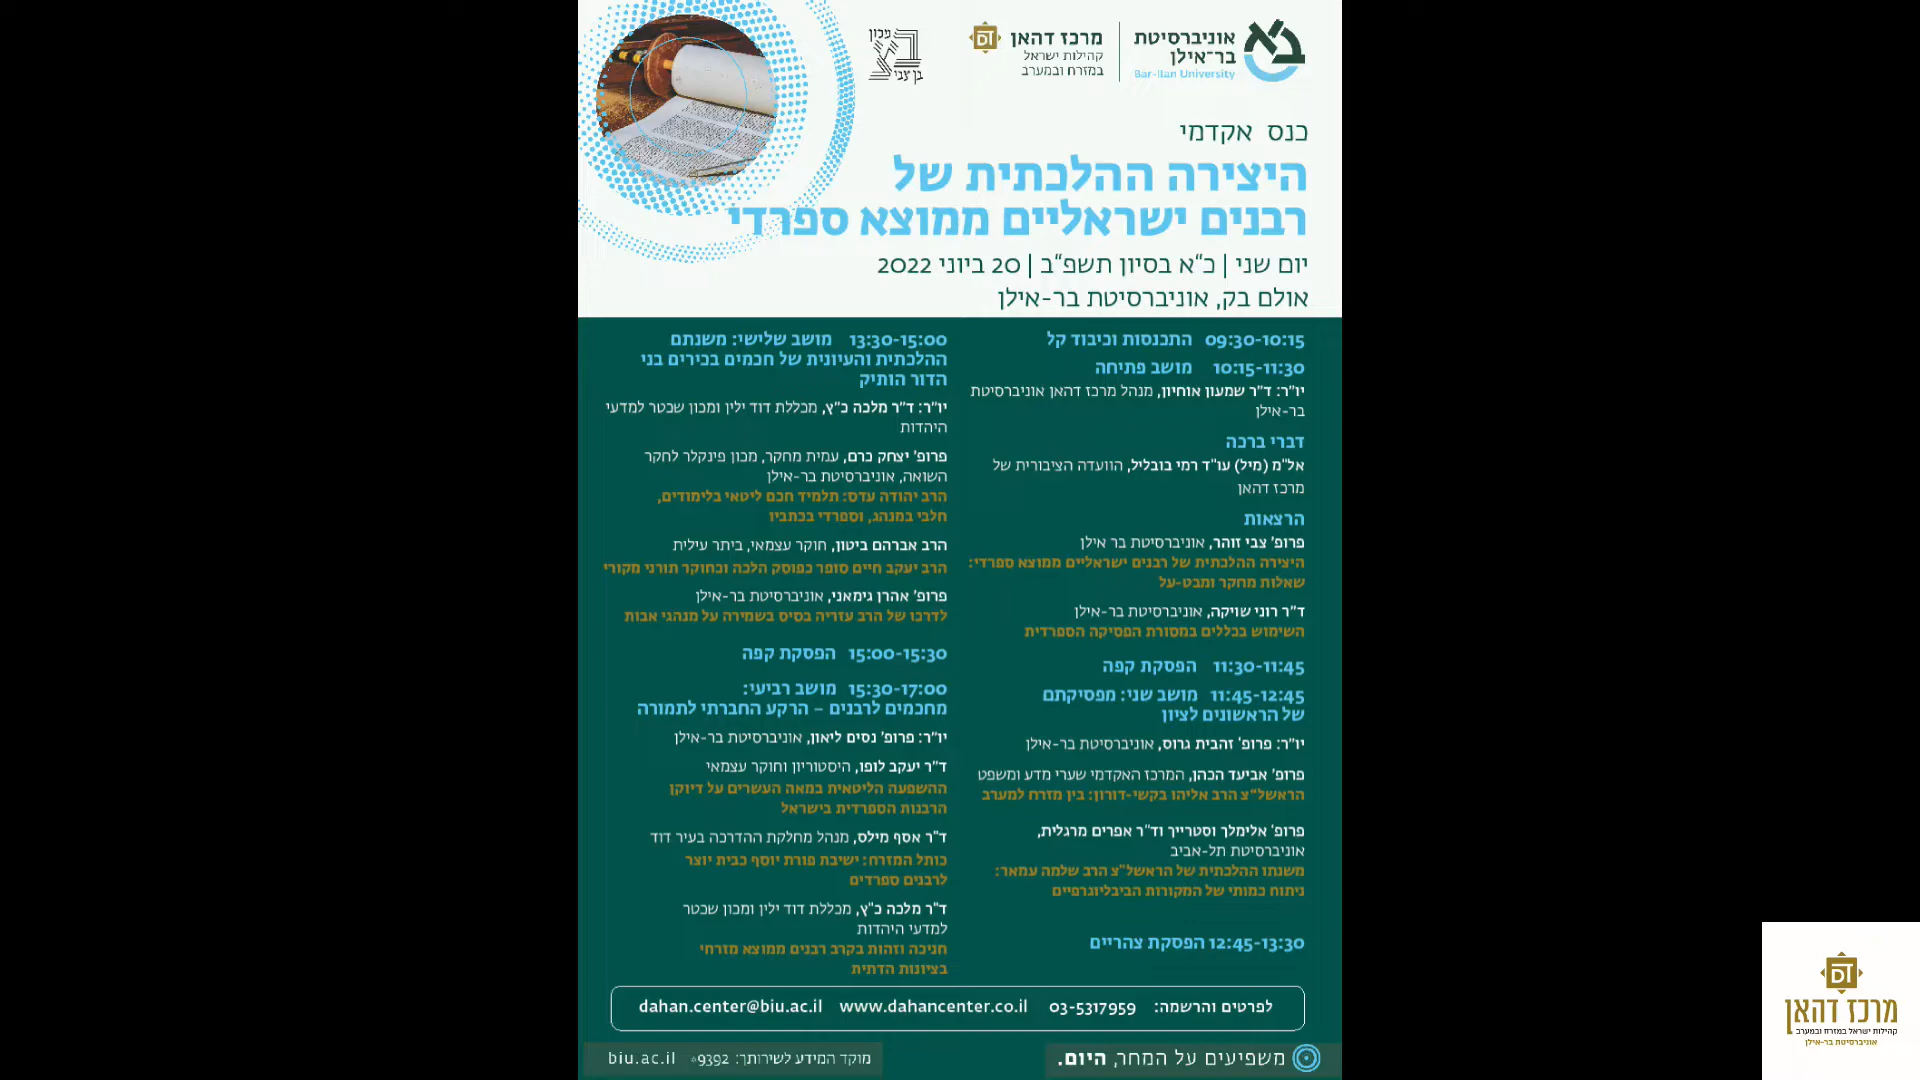 אוניברסיטת
בר־אילן
Bar-Ilan University
מרכז דהאן
קהילות ישראל
במזרח ובמערב
DT
מכון
בן־צבי
כנס אקדמי
היצירה ההלכתית של
רבנים ישראליים ממוצא ספרדי
יום שני | כ"א בסיון תשפ"ב | 20 ביוני 2022
אולם בק, אוניברסיטת בר-אילן
09:30-10:15 התכנסות וכיבוד קל
10:15-11:30 מושב פתיחה
יו"ר: ד"ר שמעון אוחיון, מנהל מרכז דהאן אוניברסיטת
בר-אילן
דברי ברכה
אל"מ (מיל) עו"ד רמי בובליל, הוועדה הציבורית של
מרכז דהאן
הרצאות
פרופ' צבי זוהר, אוניברסיטת בר אילן
היצירה ההלכתית של רבנים ישראליים ממוצא ספרדי:
שאלות מחקר ומבט-על
ד"ר רוני שויקה, אוניברסיטת בר-אילן
השימוש בכללים במסורת הפסיקה הספרדית
11:30-11:45 הפסקת קפה
11:45-12:45 מושב שני: מפסיקתם
של הראשונים לציון
יו"ר: פרופ' זהבית גרוס, אוניברסיטת בר-אילן
פרופ' אביעד הכהן, המרכז האקדמי שערי מדע ומשפט
הראשל"צ הרב אליהו בקשי-דורון: בין מזרח למערב
פרופ' אלימלך וסטרייך וד"ר אפרים מרגלית,
אוניברסיטת תל-אביב
משנתו ההלכתית של הראשל"צ הרב שלמה עמאר:
ניתוח כמותי של המקורות הביבליוגרפיים
12:45-13:30 הפסקת צהריים
13:30-15:00 מושב שלישי: משנתם
ההלכתית והעיונית של חכמים בכירים בני
הדור הותיק
יו"ר: ד"ר מלכה כ"ץ, מכללת דוד ילין ומכון שכטר למדעי
היהדות
פרופ' יצחק כרם, עמית מחקר, מכון פינקלר לחקר
השואה, אוניברסיטת בר-אילן
הרב יהודה עדס: תלמיד חכם ליטאי בלימודים,
חלבי במנהג, וספרדי בכתביו
הרב אברהם ביטון, חוקר עצמאי, ביתר עילית
הרב יעקב חיים סופר כפוסק הלכה וכחוקר תורני מקורי
פרופ' אהרן גימאני, אוניברסיטת בר-אילן
לדרכו של הרב עזריה בסיס בשמירה על מנהגי אבות
15:00-15:30 הפסקת קפה
15:30-17:00 מושב רביעי:
מחכמים לרבנים – הרקע החברתי לתמורה
יו"ר: פרופ' נסים ליאון, אוניברסיטת בר-אילן
ד"ר יעקב לופו, היסטוריון וחוקר עצמאי
ההשפעה הליטאית במאה העשרים על דיוקן
הרבנות הספרדית בישראל
ד"ר אסף מילס, מנהל מחלקת ההדרכה בעיר דוד
כותל המזרח: ישיבת פורת יוסף כבית יוצר
לרבנים ספרדים
ד"ר מלכה כ"ץ, מכללת דוד ילין ומכון שכטר
למדעי היהדות
חניכה וזהות בקרב רבנים ממוצא מזרחי
בציונות הדתית
לפרטים והרשמה: 03-5317959 www.dahancenter.co.il dahan.center@biu.ac.il
משפיעים על המחר, היום.
מוקד המידע לשירותך: 9392* biu.ac.il
DT
מרכז דהאן
קהילות ישראל במזרח ובמערב
אוניברסיטת בר-אילן